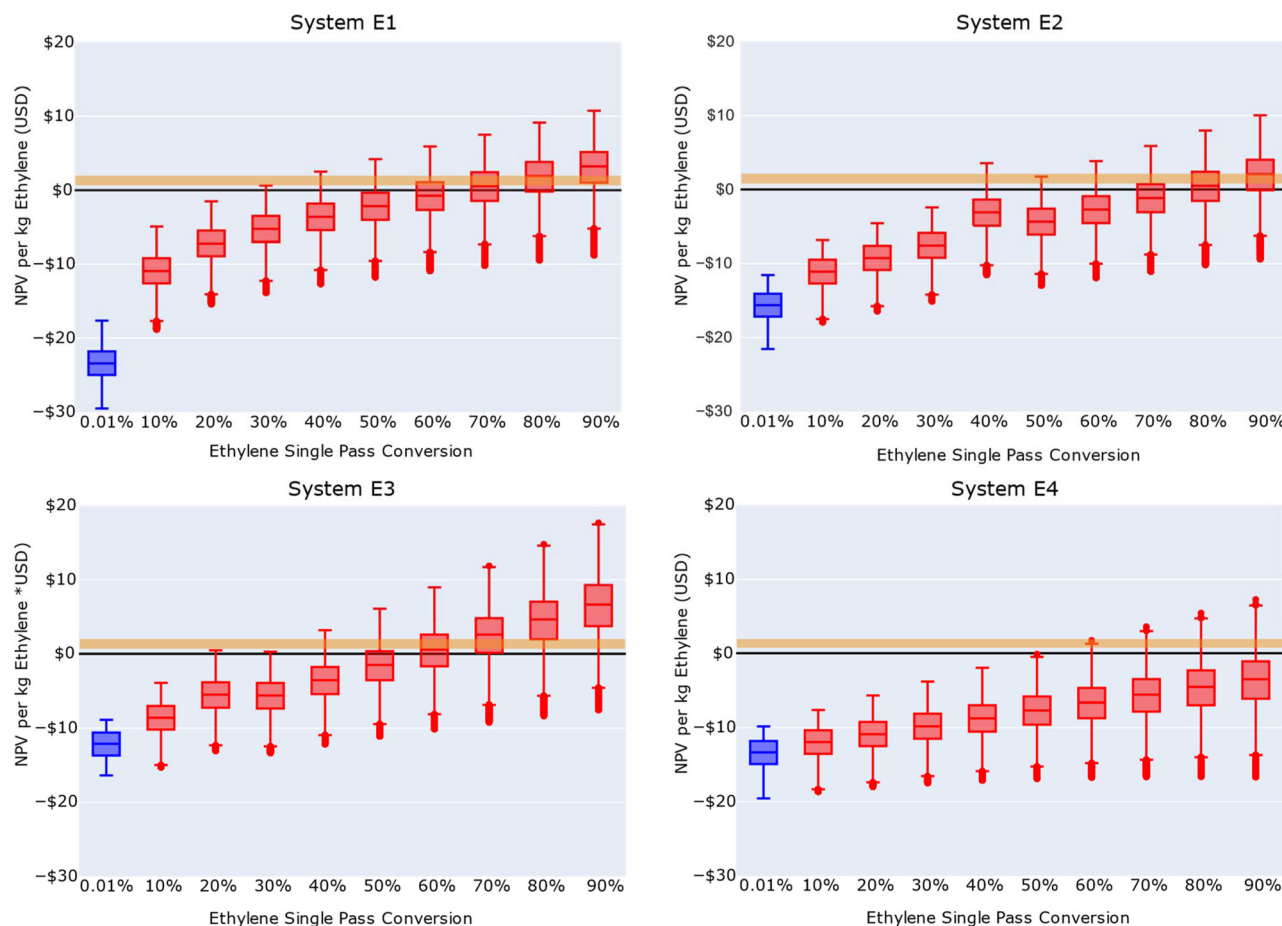 System E1
NPV per kg Ethylene (USD)
$20
$10
$0
−$10
−$20
−$30
0.01% 10% 20% 30% 40% 50% 60% 70% 80% 90%
Ethylene Single Pass Conversion
System E2
NPV per kg Ethylene (USD)
$20
$10
$0
−$10
−$20
−$30
0.01% 10% 20% 30% 40% 50% 60% 70% 80% 90%
Ethylene Single Pass Conversion
System E3
NPV per kg Ethylene *USD)
$20
$10
$0
−$10
−$20
−$30
0.01% 10% 20% 30% 40% 50% 60% 70% 80% 90%
Ethylene Single Pass Conversion
System E4
NPV per kg Ethylene (USD)
$20
$10
$0
−$10
−$20
−$30
0.01% 10% 20% 30% 40% 50% 60% 70% 80% 90%
Ethylene Single Pass Conversion